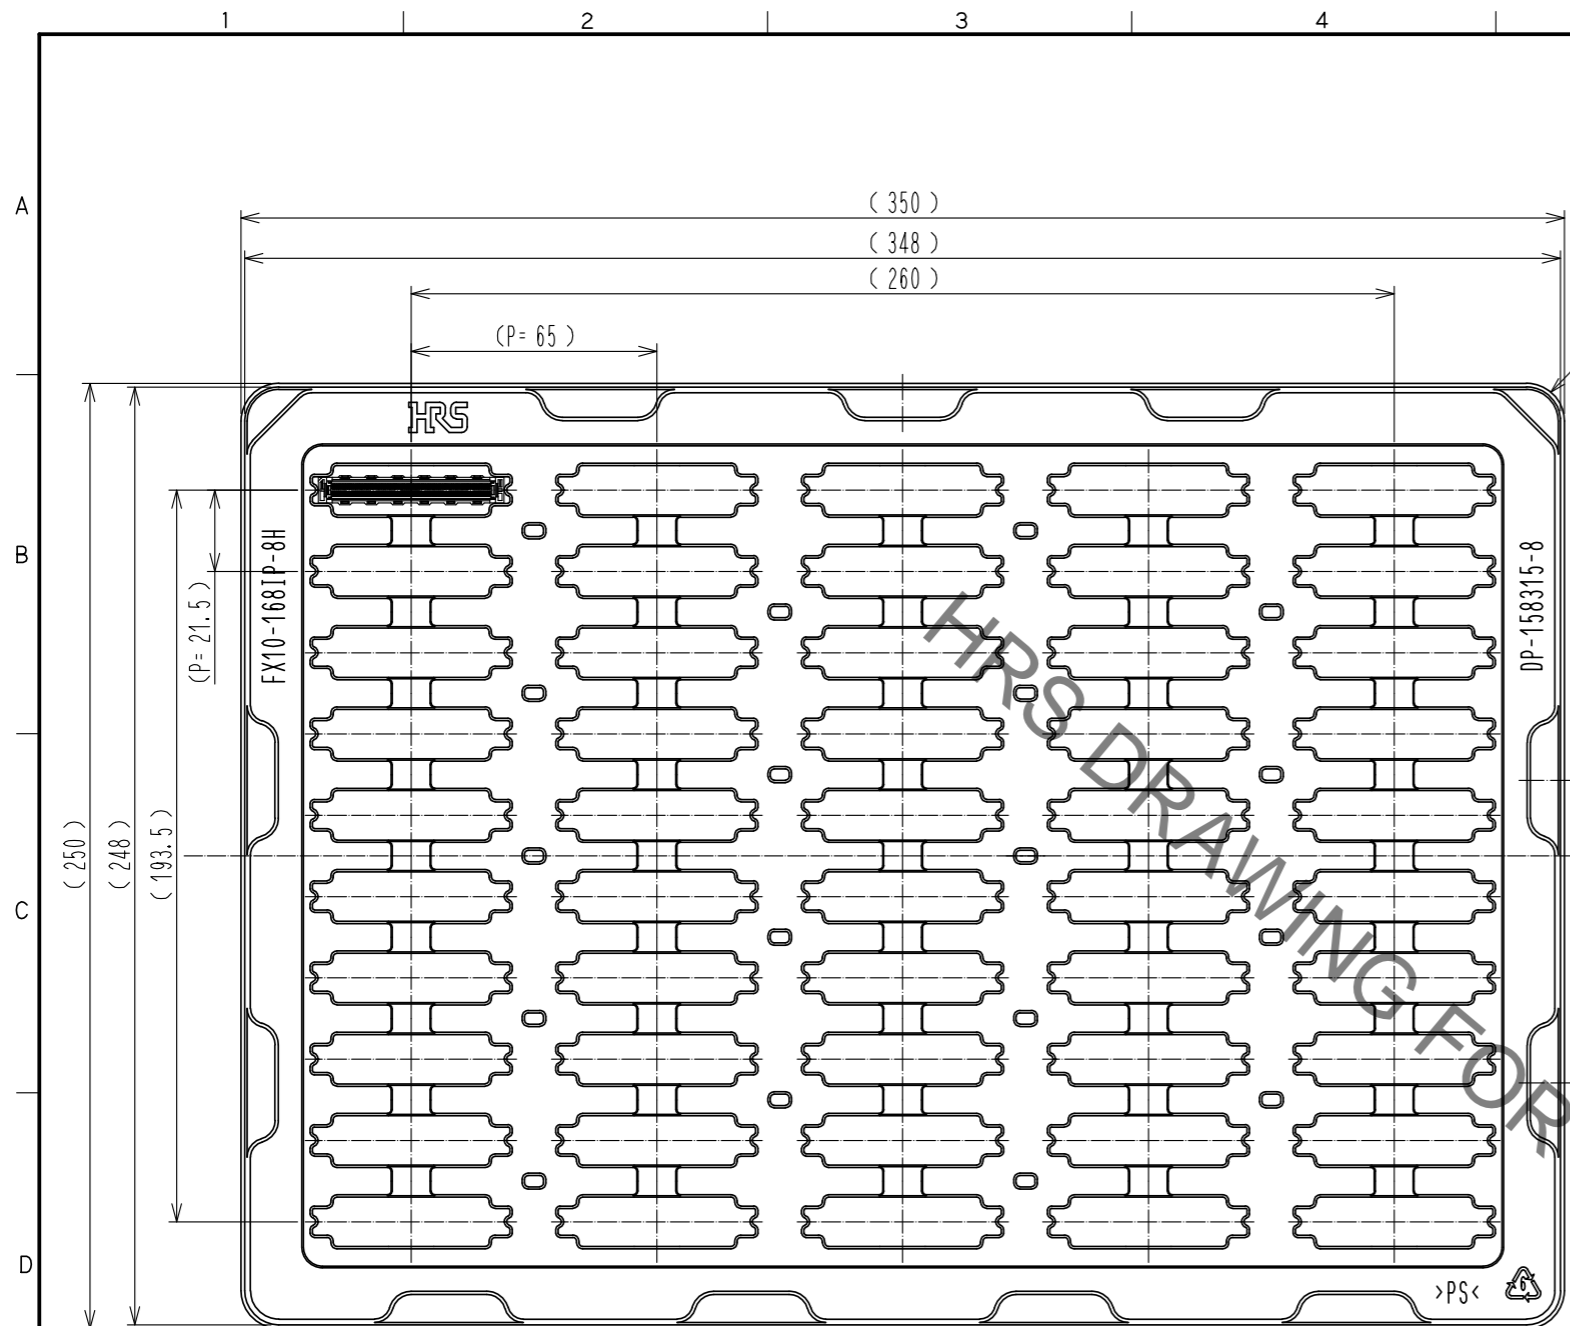 1 2 3 4
A
( 350 )
( 348 )
( 260 )
(P= 65 )
HRS
B
FX10-168IP-8H
DP-158315-8
(P= 21.5 )
( 250 )
( 248 )
( 193.5 )
C
HRS DRAWING FOR
D
>PS<
6